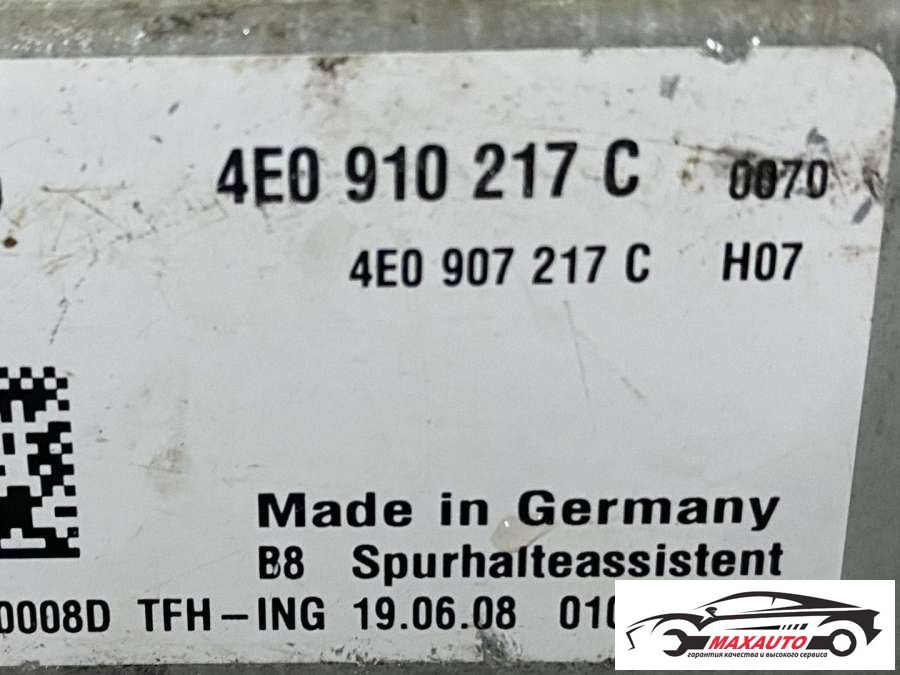 4E0 910 217 C 0070
4E0 907 217 C H07
Made in Germany
B8 Spurhalteassistent
0008D TFH-ING 19.06.08 010
MAXAUTO
гарантия качества и высокого сервиса